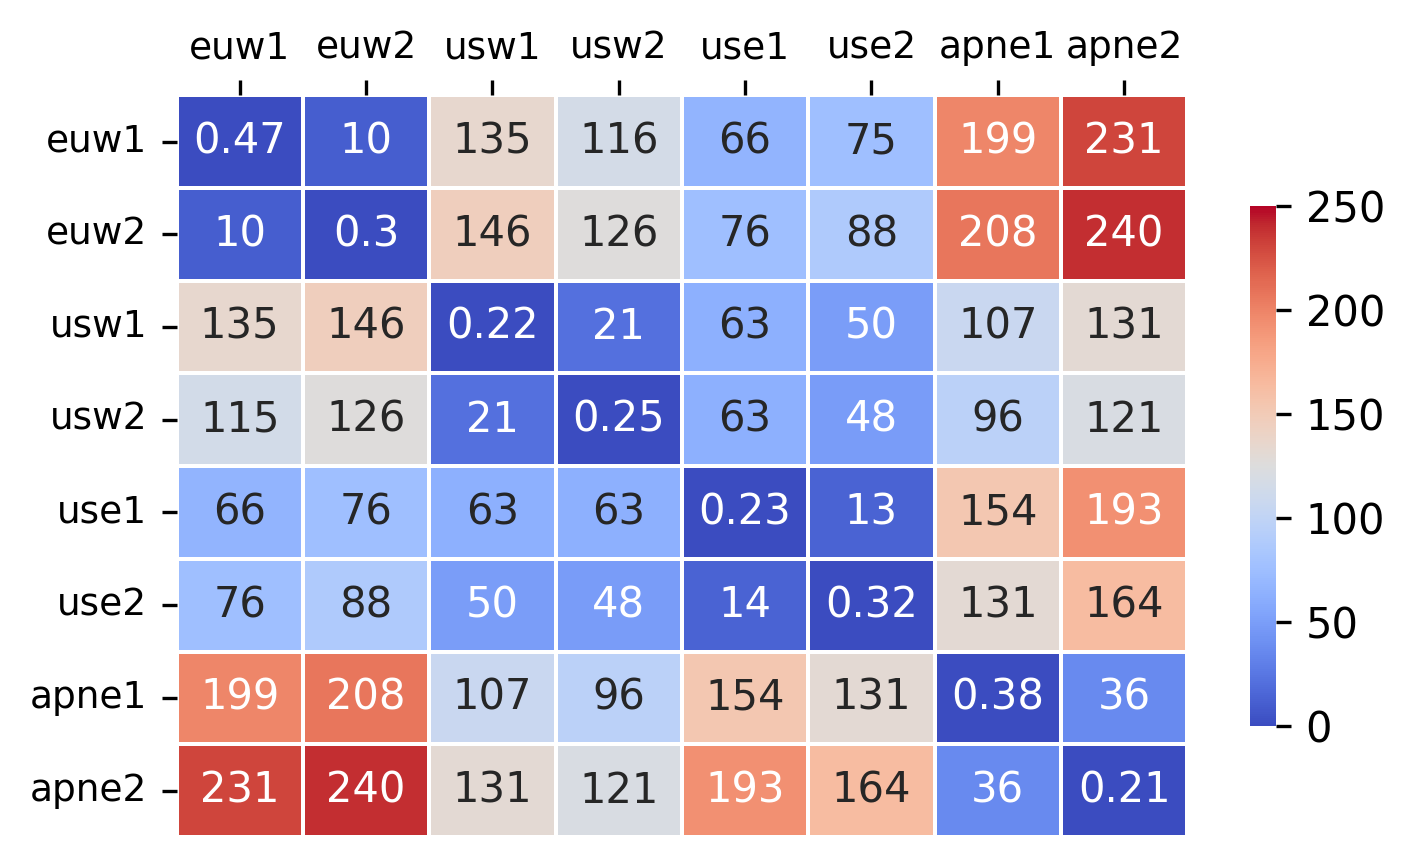 euw1 euw2 usw1 usw2 use1 use2 apne1 apne2
euw1 0.47 10 135 116 66 75 199 231
euw2 10 0.3 146 126 76 88 208 240
usw1 135 146 0.22 21 63 50 107 131
usw2 115 126 21 0.25 63 48 96 121
use1 66 76 63 63 0.23 13 154 193
use2 76 88 50 48 14 0.32 131 164
apne1 199 208 107 96 154 131 0.38 36
apne2 231 240 131 121 193 164 36 0.21
250
200
150
100
50
0